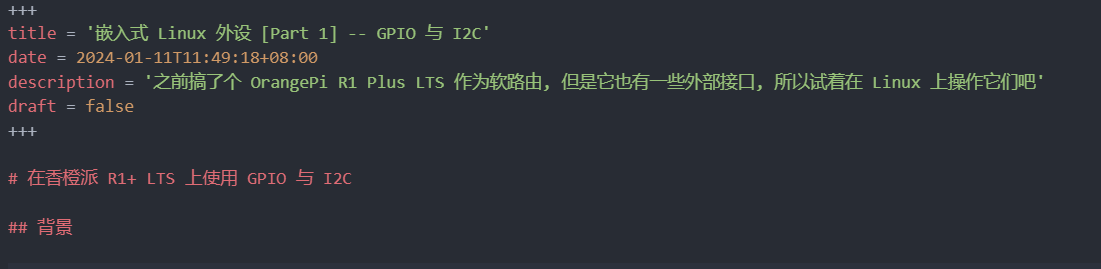 +++
title = '嵌入式 Linux 外设 [Part 1] -- GPIO 与 I2C'
date = 2024-01-11T11:49:18+08:00
description = '之前搞了个 OrangePi R1 Plus LTS 作为软路由, 但是它也有一些外部接口, 所以试着在 Linux 上操作它们吧'
draft = false
+++
# 在香橙派 R1+ LTS 上使用 GPIO 与 I2C
## 背景